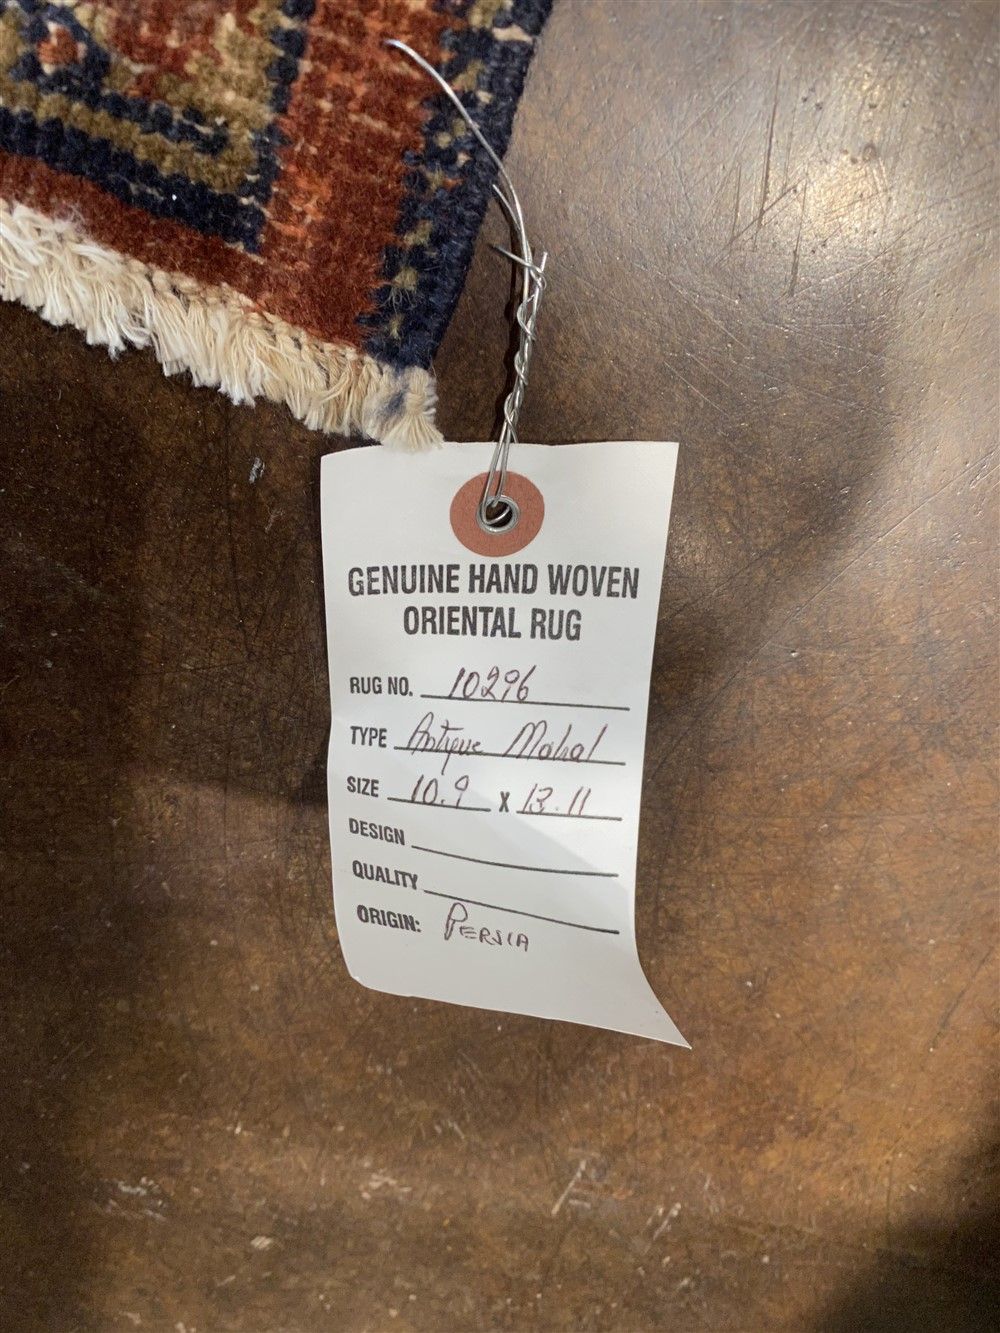 GENUINE HAND WOVEN
ORIENTAL RUG
RUG NO. 10296
TYPE Antique Mahal
SIZE 10.9 X 13.11
DESIGN
QUALITY
ORIGIN: PERSIA